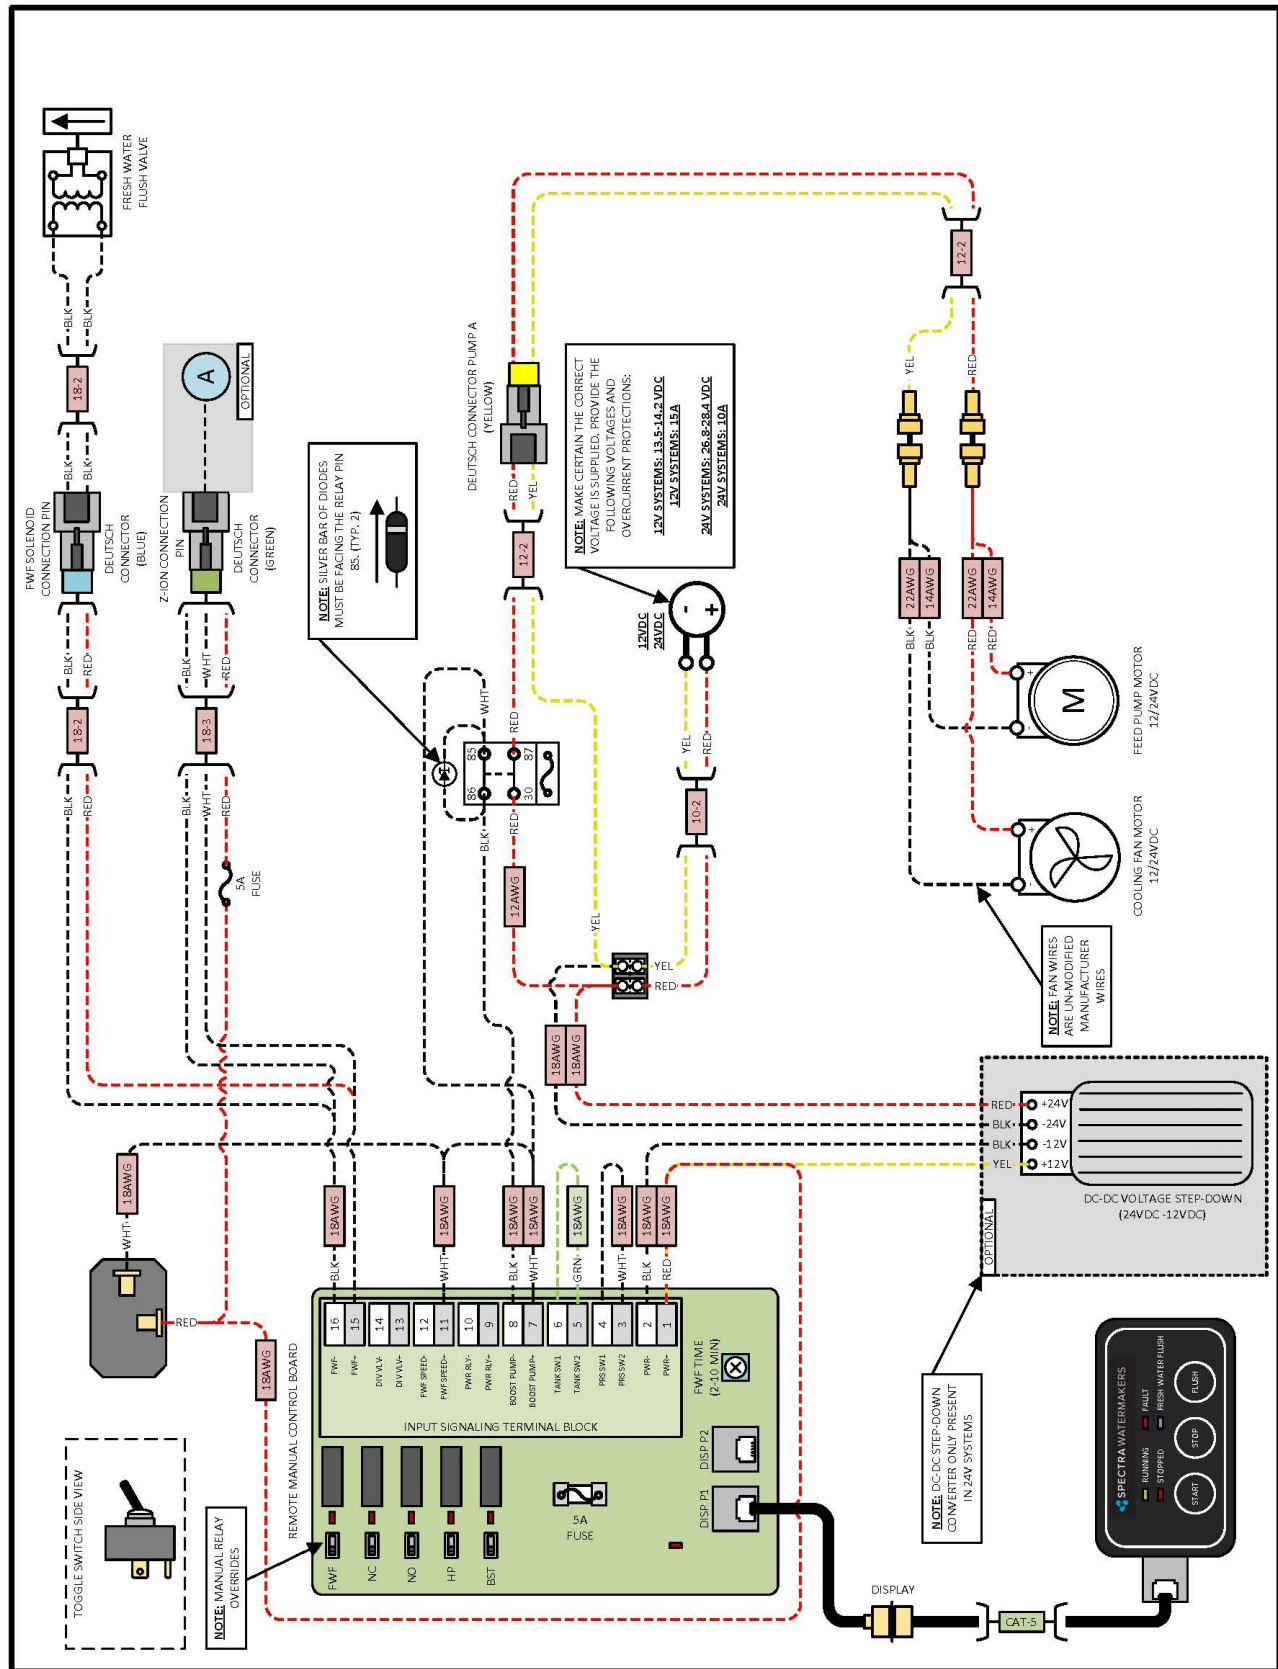 FRESH WATER
FLUSH VALVE
BLK
BLK
18-2
BLK
BLK
FWF SOLENOID
CONNECTION PIN
DEUTSCH
CONNECTOR
(BLUE)
BLK
RED
18-2
BLK
RED
A
OPTIONAL
Z-ION CONNECTION
PIN
DEUTSCH
CONNECTOR
(GREEN)
BLK
WHT
RED
18-3
BLK
WHT
RED
5A
FUSE
NOTE: SILVER BAR OF DIODES
MUST BE FACING THE RELAY PIN
85. (TYP. 2)
DEUTSCH CONNECTOR PUMP A
(YELLOW)
RED
YEL
12-2
NOTE: MAKE CERTAIN THE CORRECT
VOLTAGE IS SUPPLIED. PROVIDE THE
FOLLOWING VOLTAGES AND
OVERCURRENT PROTECTIONS:
12V SYSTEMS: 13.5-14.2 VDC
12V SYSTEMS: 15A
24V SYSTEMS: 26.8-28.4 VDC
24V SYSTEMS: 10A
12VDC
24VDC
-
+
WHT
RED
85
86
87
30
BLK
RED
12AWG
YEL
YEL
RED
10-2
YEL
RED
12-2
YEL
RED
22AWG
14AWG
22AWG
14AWG
BLK
BLK
RED
RED
+
-
M
FEED PUMP MOTOR
12/24VDC
+
-
COOLING FAN MOTOR
12/24VDC
NOTE: FAN WIRES
ARE UN-MODIFIED
MANUFACTURER
WIRES
18AWG
18AWG
RED
BLK
BLK
YEL
+24V
-24V
-12V
+12V
DC-DC VOLTAGE STEP-DOWN
(24VDC -12VDC)
OPTIONAL
NOTE: DC-DC STEP-DOWN
CONVERTER ONLY PRESENT
IN 24V SYSTEMS
18AWG
WHT
RED
18AWG
TOGGLE SWITCH SIDE VIEW
NOTE: MANUAL RELAY
OVERRIDES
REMOTE MANUAL CONTROL BOARD
18AWG
BLK
18AWG
WHT
18AWG
18AWG
BLK
WHT
18AWG
GRN
18AWG
WHT
18AWG
18AWG
BLK
RED
16
15
14
13
12
11
10
9
8
7
6
5
4
3
2
1
FWF-
FWF+
DIV VLV-
DIV VLV+
FWF SPEED-
FWF SPEED+
PWR RLY-
PWR RLY+
BOOST PUMP-
BOOST PUMP+
TANK SW1
TANK SW2
PRS SW1
PRS SW2
PWR-
PWR+
INPUT SIGNALING TERMINAL BLOCK
FWF TIME
(2-10 MIN)
FWF
NC
NO
HP
BST
5A
FUSE
DISP P1
DISP P2
DISPLAY
CAT-5
SPECTRA WATERMAKERS
RUNNING
FAULT
STOPPED
FRESH WATER FLUSH
START
STOP
FLUSH